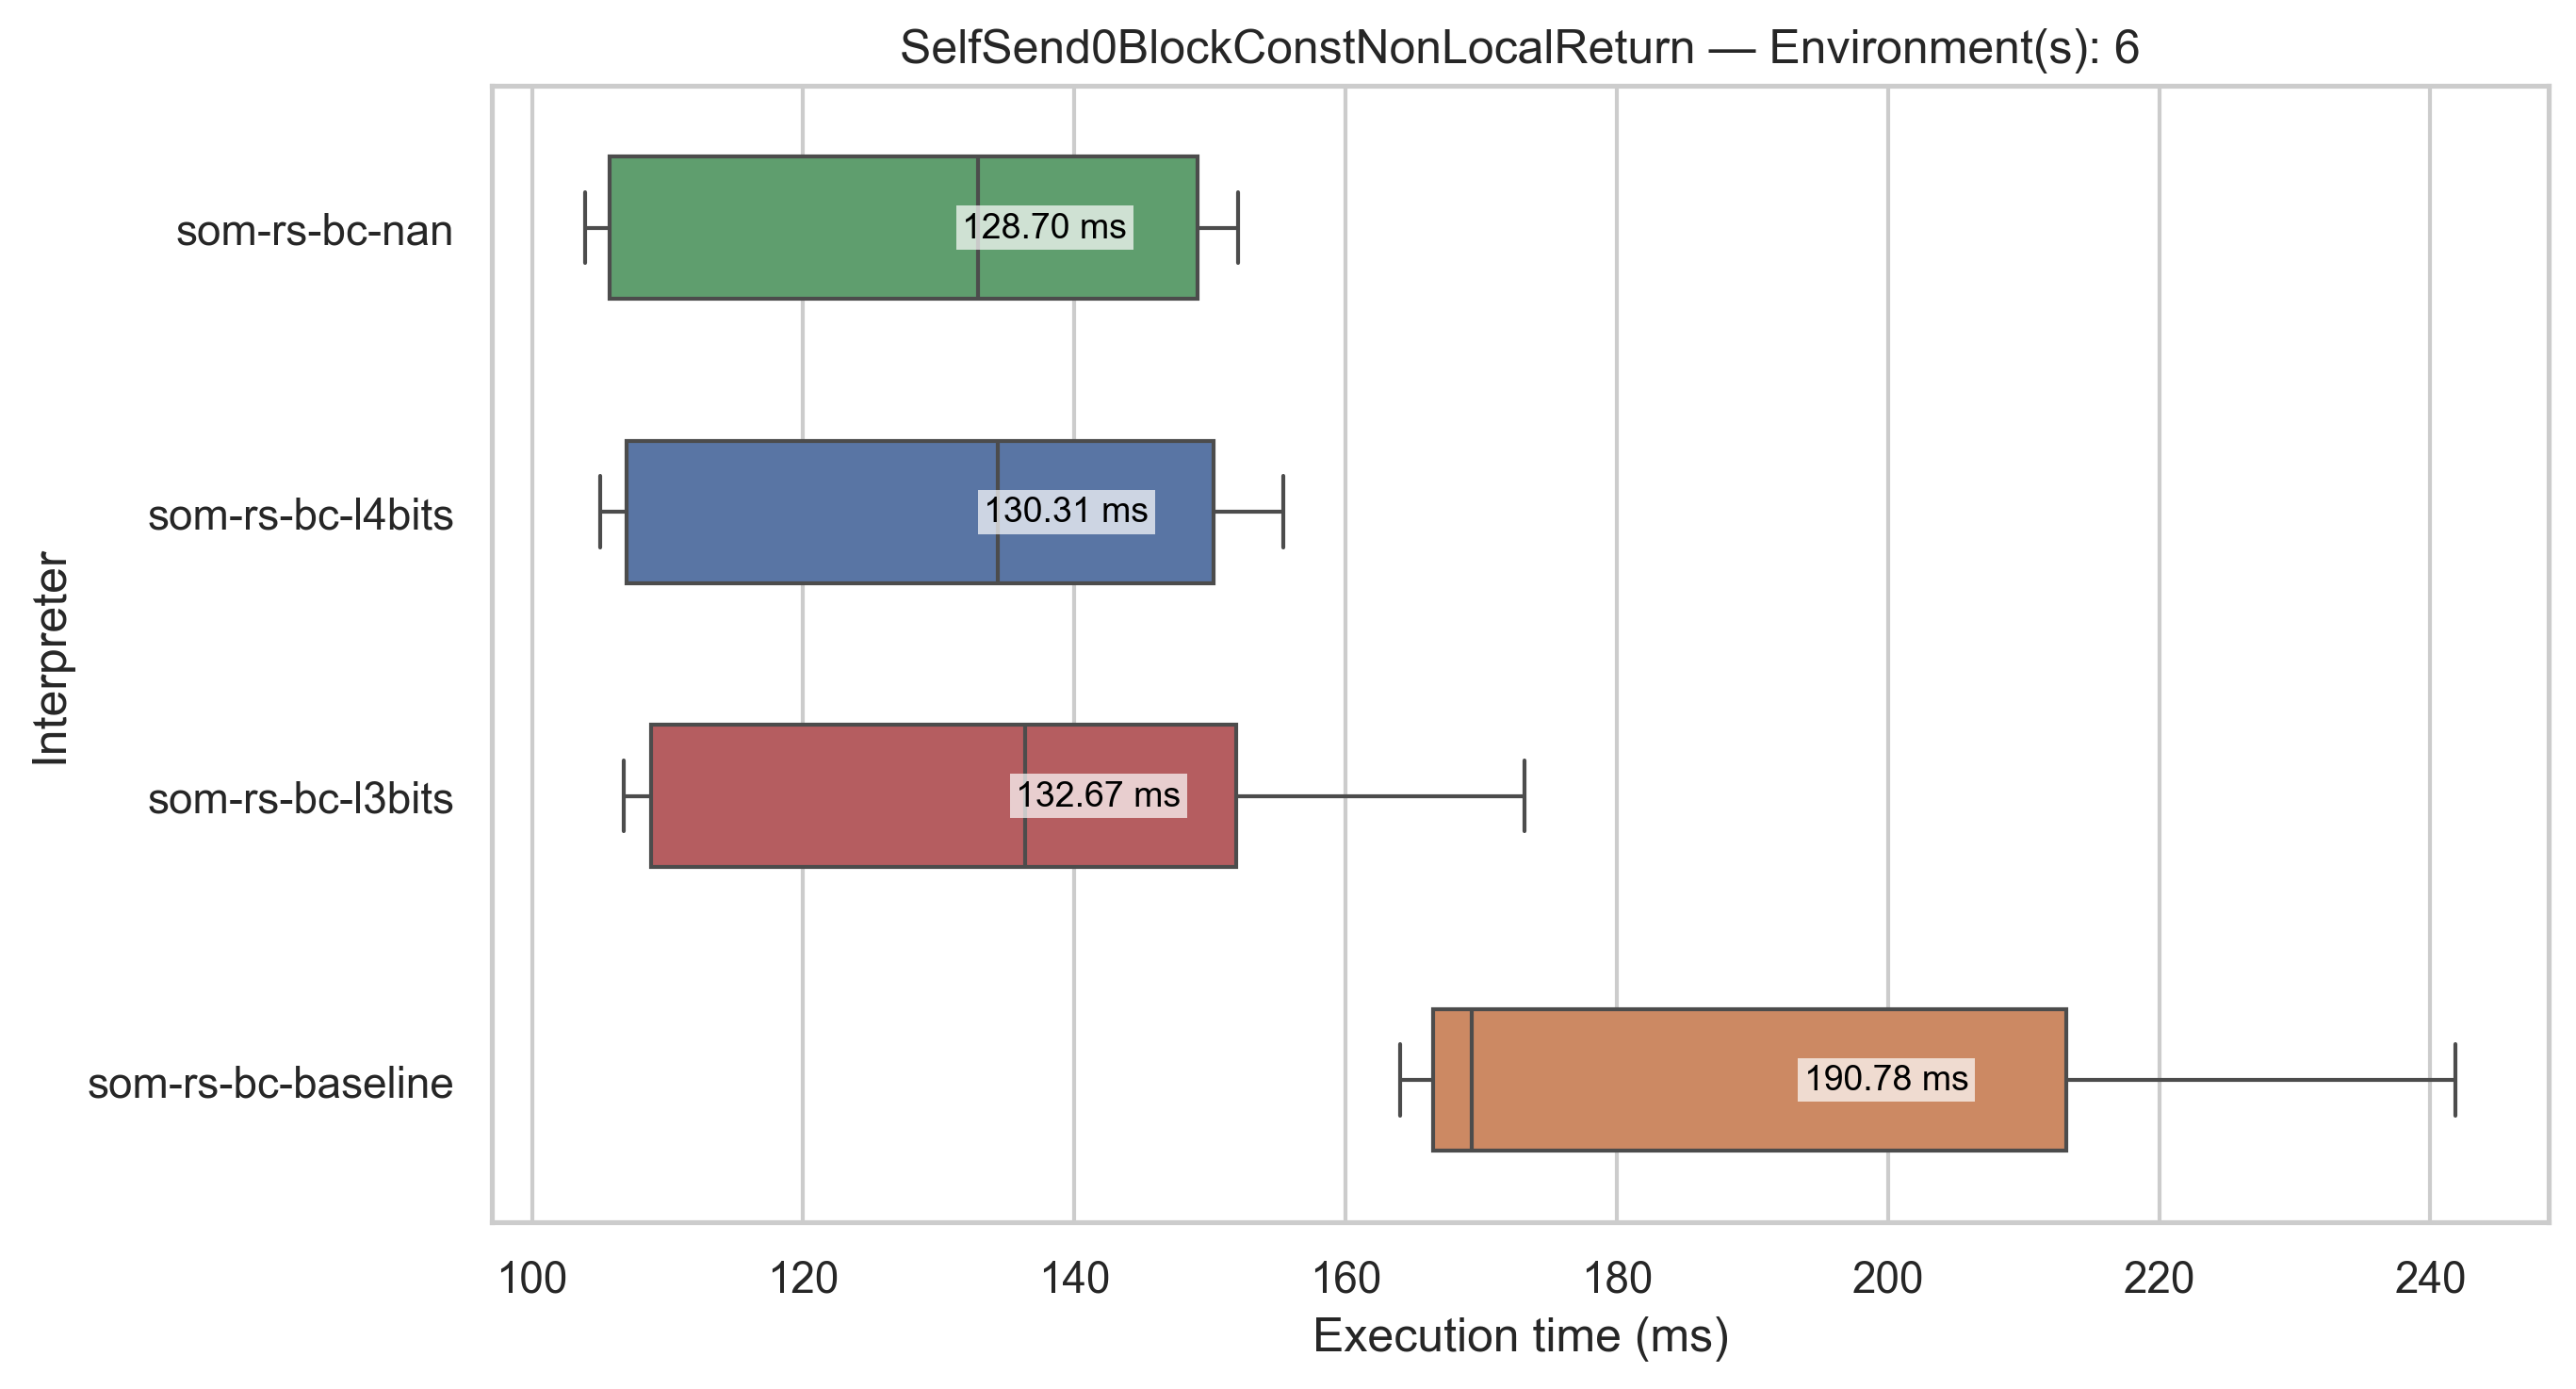 SelfSend0BlockConstNonLocalReturn — Environment(s): 6
Interpreter
som-rs-bc-nan
128.70 ms
som-rs-bc-l4bits
130.31 ms
som-rs-bc-l3bits
132.67 ms
som-rs-bc-baseline
190.78 ms
100 120 140 160 180 200 220 240
Execution time (ms)